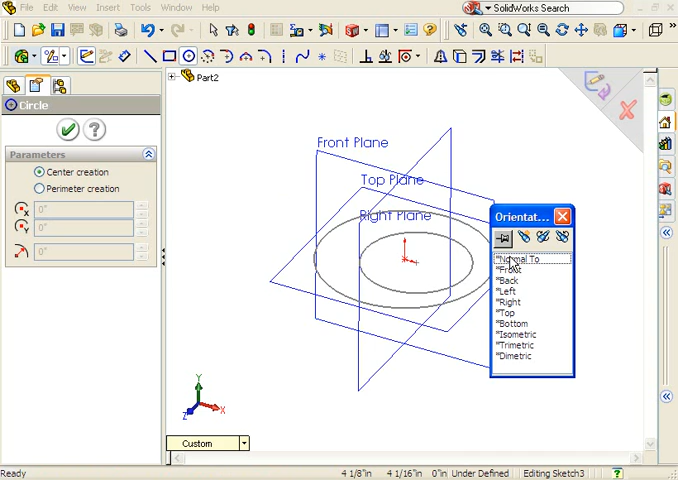 File Edit View Insert Tools Window Help SolidWorks Search
Part2
Circle
Parameters
Center creation
Perimeter creation
0"
0"
0"
Front Plane
Top Plane
Right Plane
Orientat...
*Normal To
*Front
*Back
*Left
*Right
*Top
*Bottom
*Isometric
*Trimetric
*Dimetric
Y
X
Z
Custom
Ready 4 1/8"in 4 1/16"in 0"in Under Defined Editing Sketch3